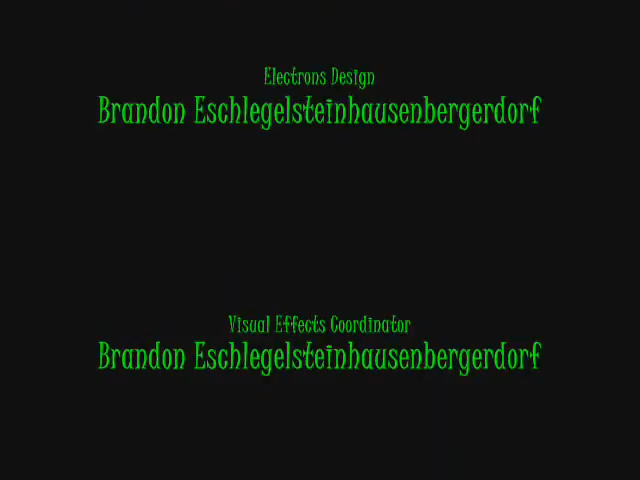 Electrons Design
Brandon Eschlegelsteinhausenbergerdorf
Visual Effects Coordinator
Brandon Eschlegelsteinhausenbergerdorf